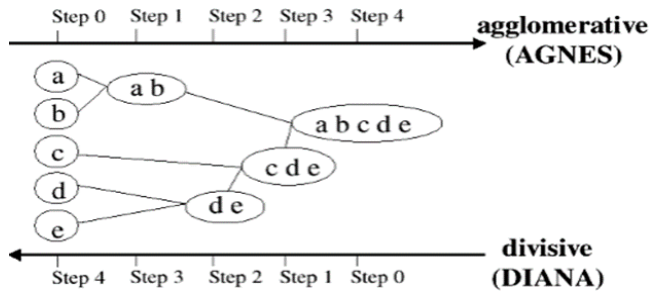 Step 0 Step 1 Step 2 Step 3 Step 4
agglomerative
(AGNES)
a
a b
b
a b c d e
c
c d e
d
d e
e
divisive
(DIANA)
Step 4 Step 3 Step 2 Step 1 Step 0